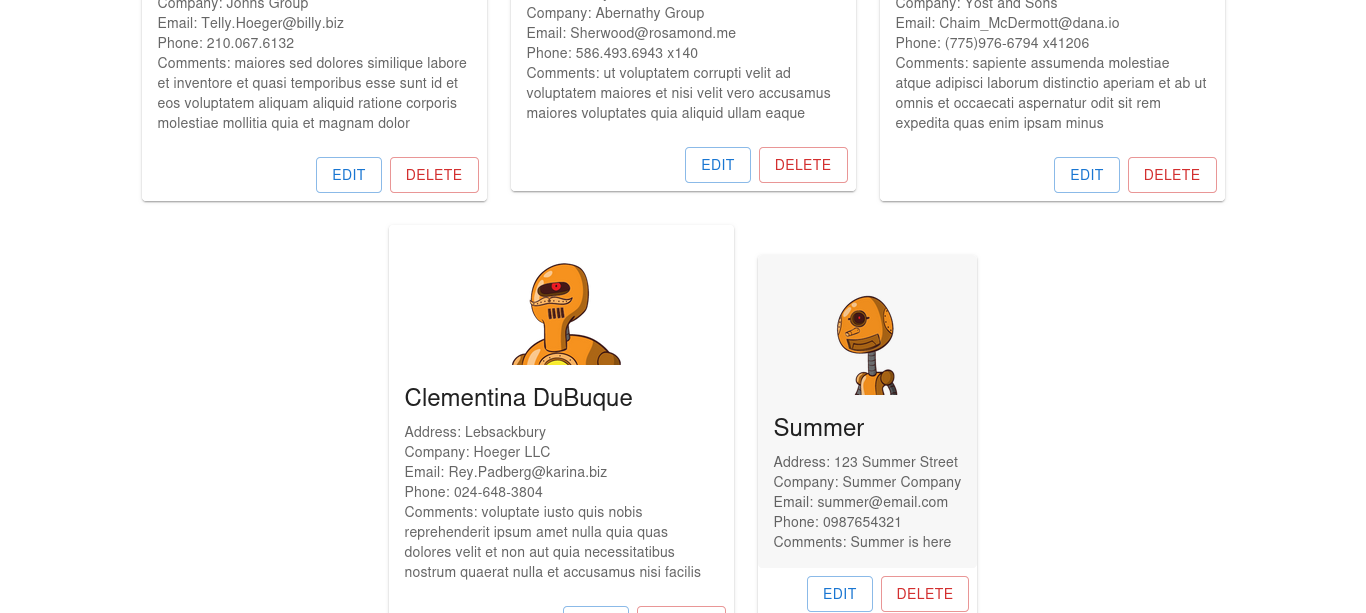 Company: Johns Group
Email: Telly.Hoeger@billy.biz
Phone: 210.067.6132
Comments: maiores sed dolores similique labore
et inventore et quasi temporibus esse sunt id et
eos voluptatem aliquam aliquid ratione corporis
molestiae mollitia quia et magnam dolor
EDIT DELETE
Company: Abernathy Group
Email: Sherwood@rosamond.me
Phone: 586.493.6943 x140
Comments: ut voluptatem corrupti velit ad
voluptatem maiores et nisi velit vero accusamus
maiores voluptates quia aliquid ullam eaque
EDIT DELETE
Company: Yost and Sons
Email: Chaim_McDermott@dana.io
Phone: (775)976-6794 x41206
Comments: sapiente assumenda molestiae
atque adipisci laborum distinctio aperiam et ab ut
omnis et occaecati aspernatur odit sit rem
expedita quas enim ipsam minus
EDIT DELETE
Clementina DuBuque
Address: Lebsackbury
Company: Hoeger LLC
Email: Rey.Padberg@karina.biz
Phone: 024-648-3804
Comments: voluptate iusto quis nobis
reprehenderit ipsum amet nulla quia quas
dolores velit et non aut quia necessitatibus
nostrum quaerat nulla et accusamus nisi facilis
Summer
Address: 123 Summer Street
Company: Summer Company
Email: summer@email.com
Phone: 0987654321
Comments: Summer is here
EDIT DELETE